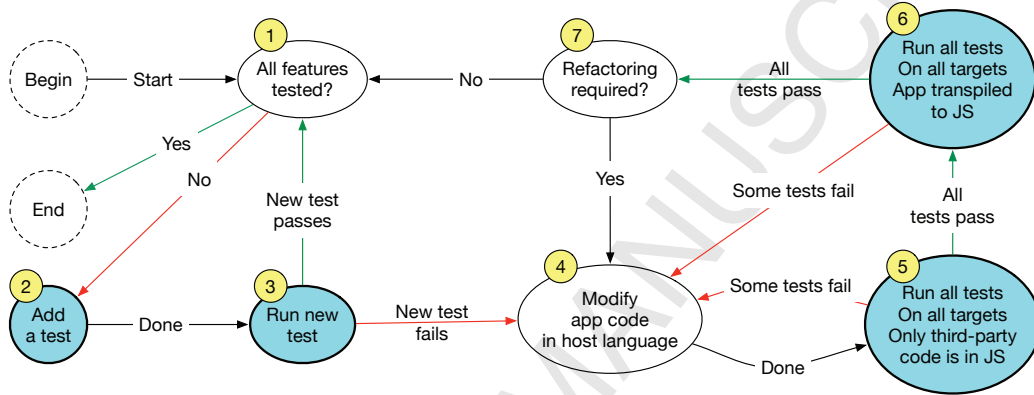 1
7
6
Begin
Start
All features
tested?
No
Refactoring
required?
All
tests pass
Run all tests
On all targets
App transpiled
to JS
Yes
No
End
New test
passes
Yes
Some tests fail
All
tests pass
2
3
4
5
Add
a test
Done
Run new
test
New test
fails
Modify
app code
in host language
Some tests fail
Done
Run all tests
On all targets
Only third-party
code is in JS
MANUSC